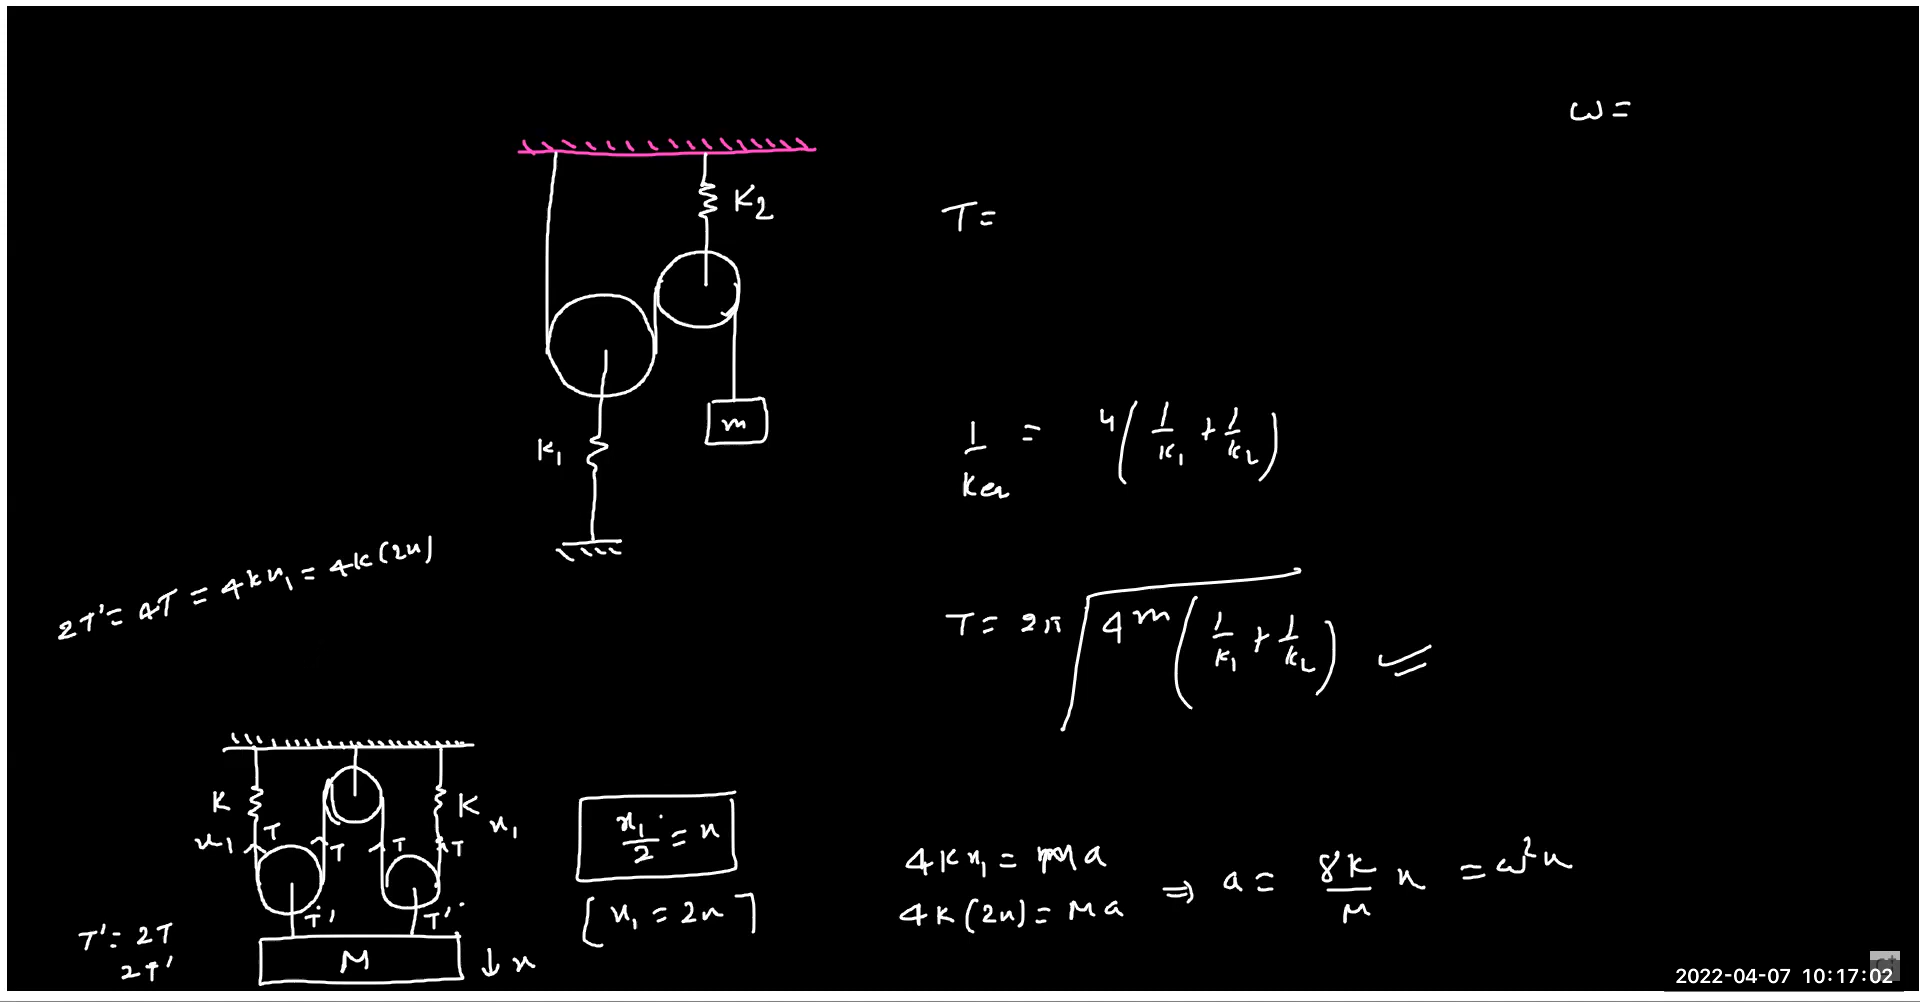 ω =
K2
T =
m
K1
1/Keq = 4(1/K1 + 1/K2)
2T' = 4T = 4Kx1 = 4K(2x)
T = 2π √4m(1/K1 + 1/K2)
K
K
x1
x1
T
T
T
T
T'
T'
M
↓ x
T' = 2T
2T'
x1/2 = x
[x1 = 2x]
4Kx1 = Ma
4K(2x) = Ma
⇒ a = 8K/M x = ω²x
2022-04-07 10:17:02